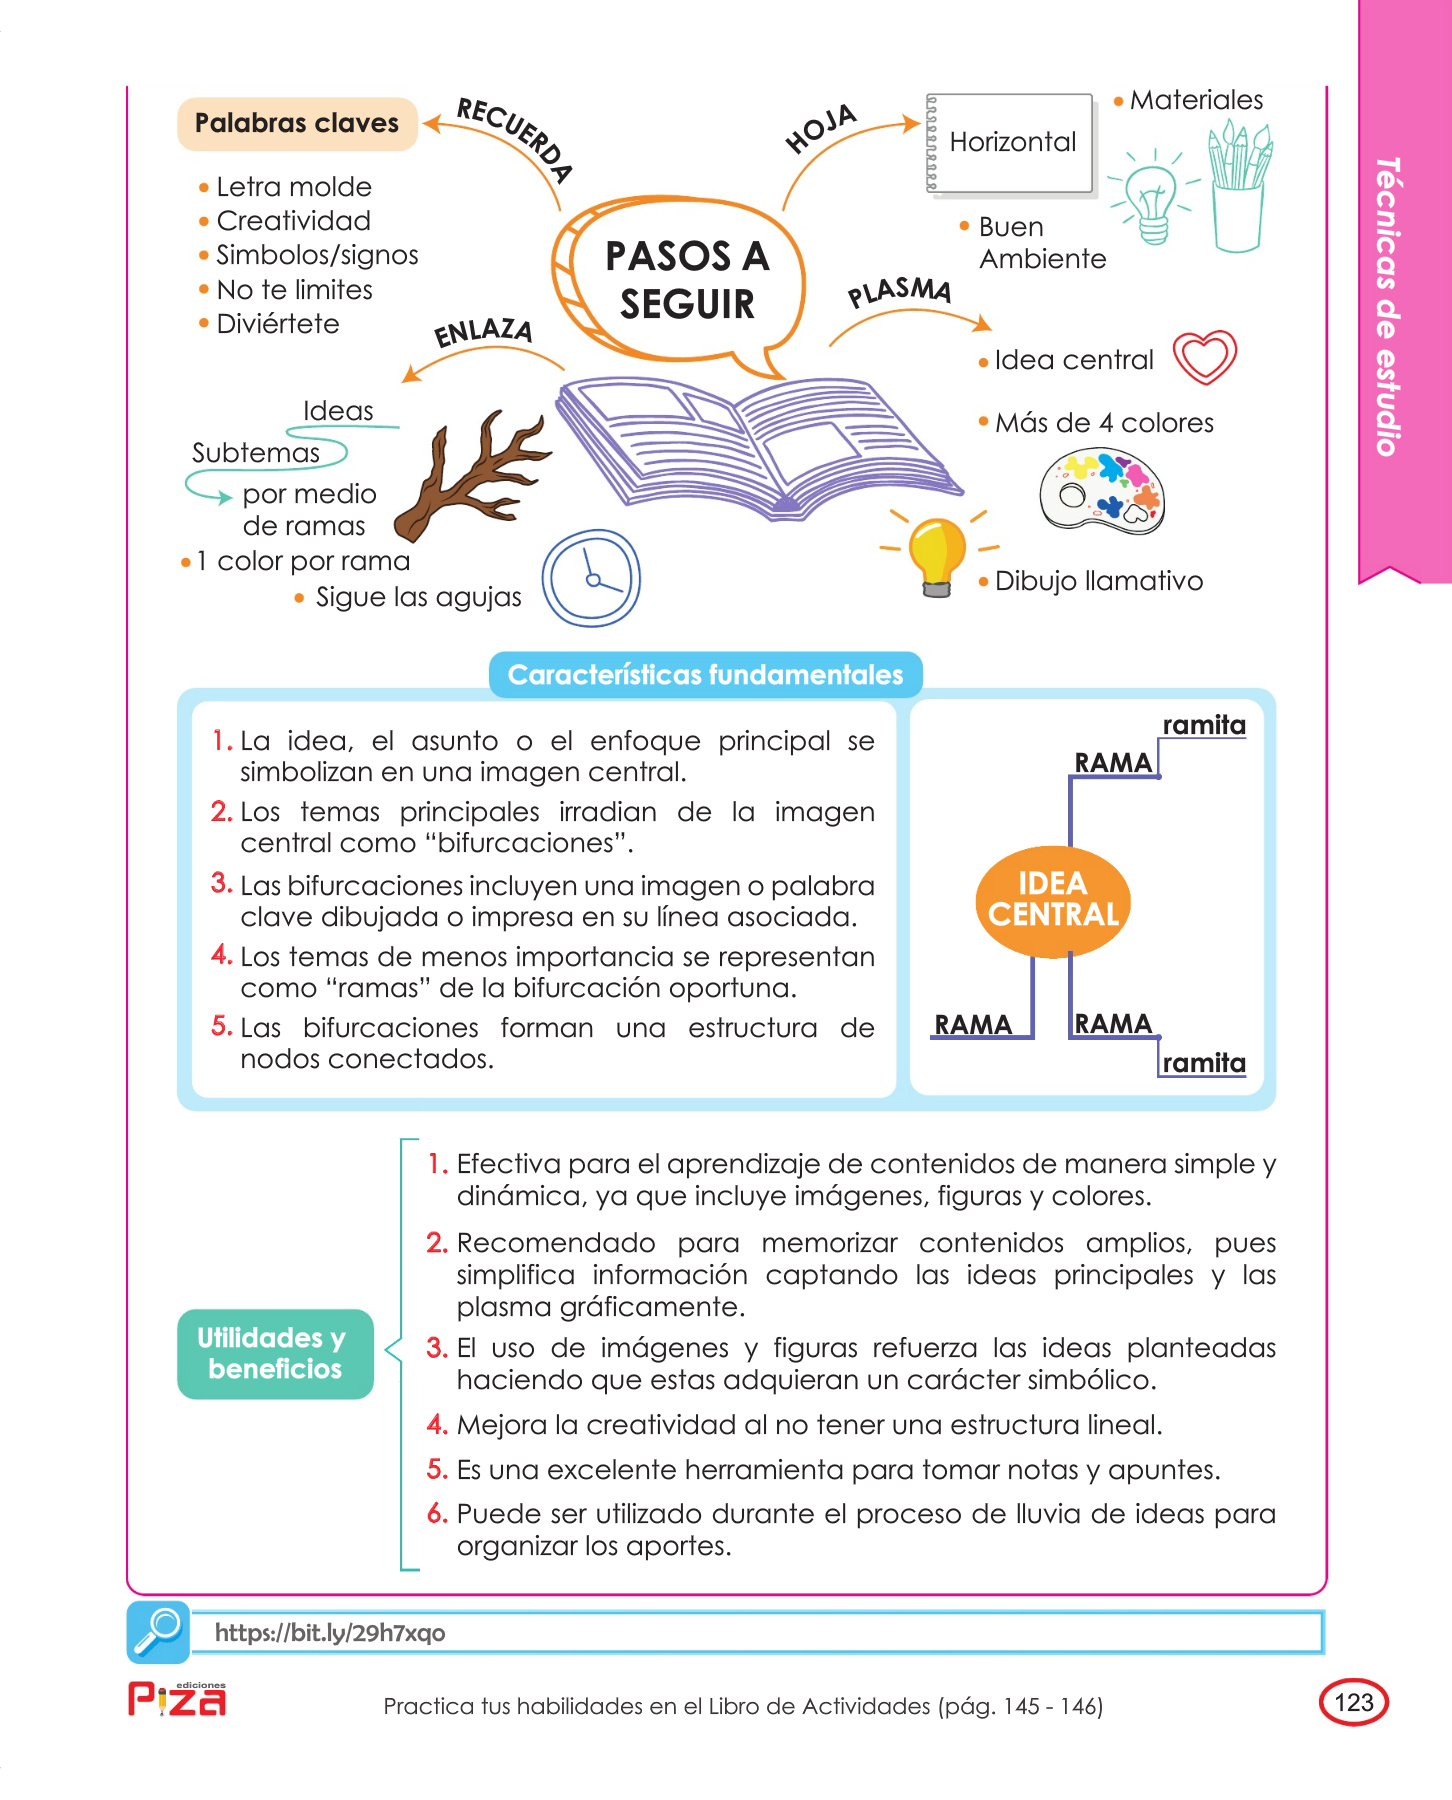 Técnicas de estudio
PASOS A
SEGUIR
HOJA
Horizontal
Materiales
Buen
Ambiente
PLASMA
Idea central
Más de 4 colores
Dibujo llamativo
ENLAZA
Ideas
Subtemas
por medio
de ramas
1 color por rama
Sigue las agujas
RECUERDA
Palabras claves
Letra molde
Creatividad
Simbolos/signos
No te limites
Diviértete
Características fundamentales
1. La idea, el asunto o el enfoque principal se
simbolizan en una imagen central.
2. Los temas principales irradian de la imagen
central como “bifurcaciones”.
3. Las bifurcaciones incluyen una imagen o palabra
clave dibujada o impresa en su línea asociada.
4. Los temas de menos importancia se representan
como “ramas” de la bifurcación oportuna.
5. Las bifurcaciones forman una estructura de
nodos conectados.
ramita
RAMA
IDEA
CENTRAL
RAMA
RAMA
ramita
Utilidades y
beneficios
1. Efectiva para el aprendizaje de contenidos de manera simple y
dinámica, ya que incluye imágenes, figuras y colores.
2. Recomendado para memorizar contenidos amplios, pues
simplifica información captando las ideas principales y las
plasma gráficamente.
3. El uso de imágenes y figuras refuerza las ideas planteadas
haciendo que estas adquieran un carácter simbólico.
4. Mejora la creatividad al no tener una estructura lineal.
5. Es una excelente herramienta para tomar notas y apuntes.
6. Puede ser utilizado durante el proceso de lluvia de ideas para
organizar los aportes.
https://bit.ly/29h7xqo
ediciones
Piza
Practica tus habilidades en el Libro de Actividades (pág. 145 - 146)
123